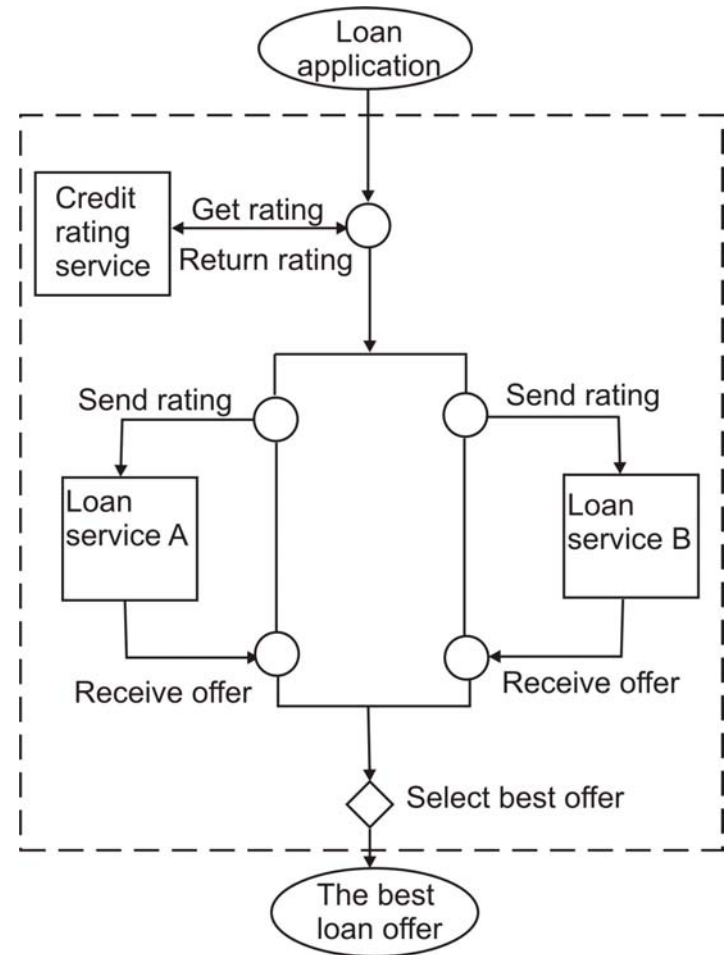 Loan
application
Credit
rating
service
Get rating
Return rating
Send rating
Send rating
Loan
service A
Loan
service B
Receive offer
Receive offer
Select best offer
The best
loan offer